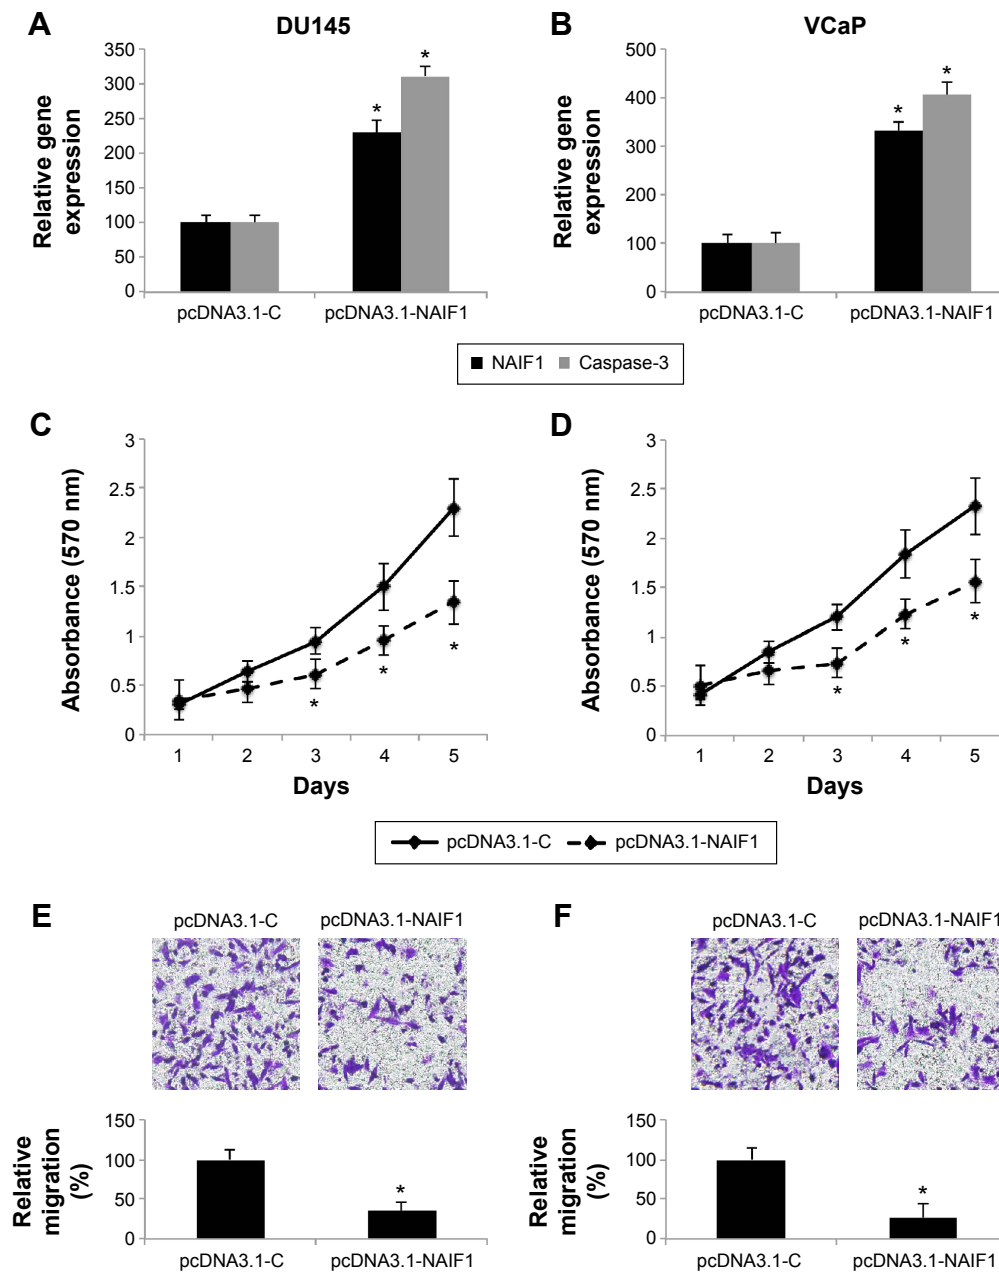 A
DU145
Relative gene
expression
350
300
250
200
150
100
50
0
*
*
pcDNA3.1-C
pcDNA3.1-NAIF1
B
VCaP
Relative gene
expression
500
400
300
200
100
0
*
*
pcDNA3.1-C
pcDNA3.1-NAIF1
NAIF1
Caspase-3
C
Absorbance (570 nm)
3
2.5
2
1.5
1
0.5
0
*
*
*
1 2 3 4 5
Days
D
Absorbance (570 nm)
3
2.5
2
1.5
1
0.5
0
*
*
*
1 2 3 4 5
Days
pcDNA3.1-C
pcDNA3.1-NAIF1
E
pcDNA3.1-C
pcDNA3.1-NAIF1
Relative
migration
(%)
150
100
50
0
*
pcDNA3.1-C
pcDNA3.1-NAIF1
F
pcDNA3.1-C
pcDNA3.1-NAIF1
Relative
migration
(%)
150
100
50
0
*
pcDNA3.1-C
pcDNA3.1-NAIF1